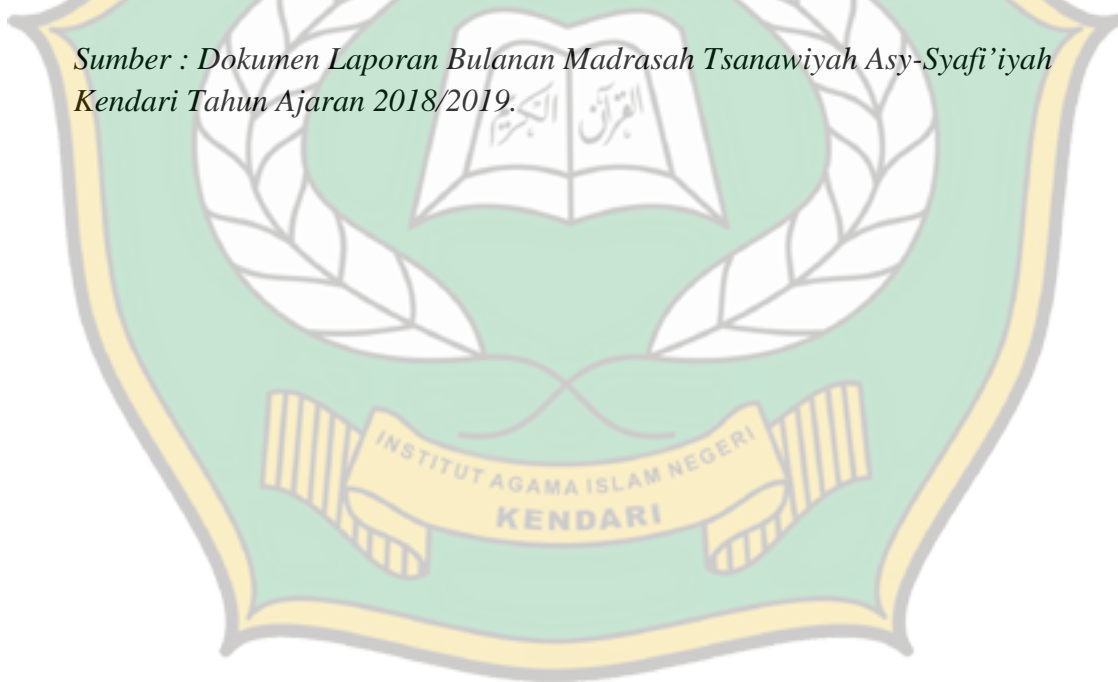 Sumber : Dokumen Laporan Bulanan Madrasah Tsanawiyah Asy-Syafi’iyah
Kendari Tahun Ajaran 2018/2019.
القرآن الكريم
INSTITUT AGAMA ISLAM NEGERI
KENDARI